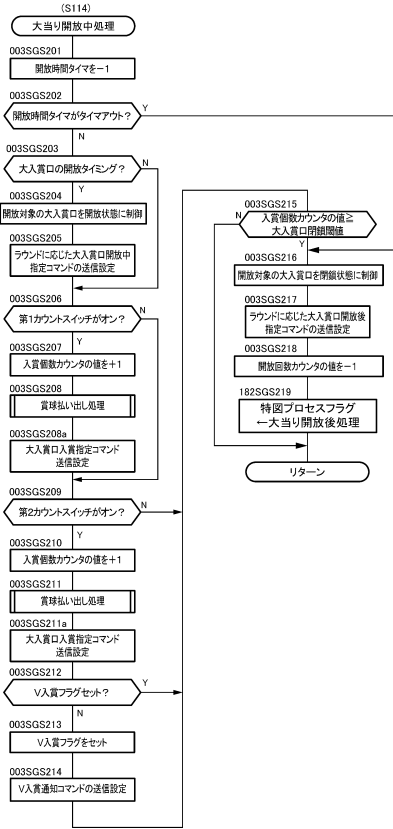 (S114)
大当り開放中処理
003SGS201
開放時間タイマを−1
003SGS202
開放時間タイマがタイマアウト?
Y
N
003SGS203
大入賞口の開放タイミング?
N
Y
003SGS204
開放対象の大入賞口を開放状態に制御
003SGS205
ラウンドに応じた大入賞口開放中
指定コマンドの送信設定
003SGS206
第1カウントスイッチがオン?
N
Y
003SGS207
入賞個数カウンタの値を+1
003SGS208
賞球払い出し処理
003SGS208a
大入賞口入賞指定コマンド
送信設定
003SGS209
第2カウントスイッチがオン?
N
Y
003SGS210
入賞個数カウンタの値を+1
003SGS211
賞球払い出し処理
003SGS211a
大入賞口入賞指定コマンド
送信設定
003SGS212
V入賞フラグセット?
Y
N
003SGS213
V入賞フラグをセット
003SGS214
V入賞通知コマンドの送信設定
003SGS215
入賞個数カウンタの値≧
大入賞口閉鎖閾値
N
Y
003SGS216
開放対象の大入賞口を閉鎖状態に制御
003SGS217
ラウンドに応じた大入賞口開放後
指定コマンドの送信設定
003SGS218
開放回数カウンタの値を−1
182SGS219
特図プロセスフラグ
←大当り開放後処理
リターン